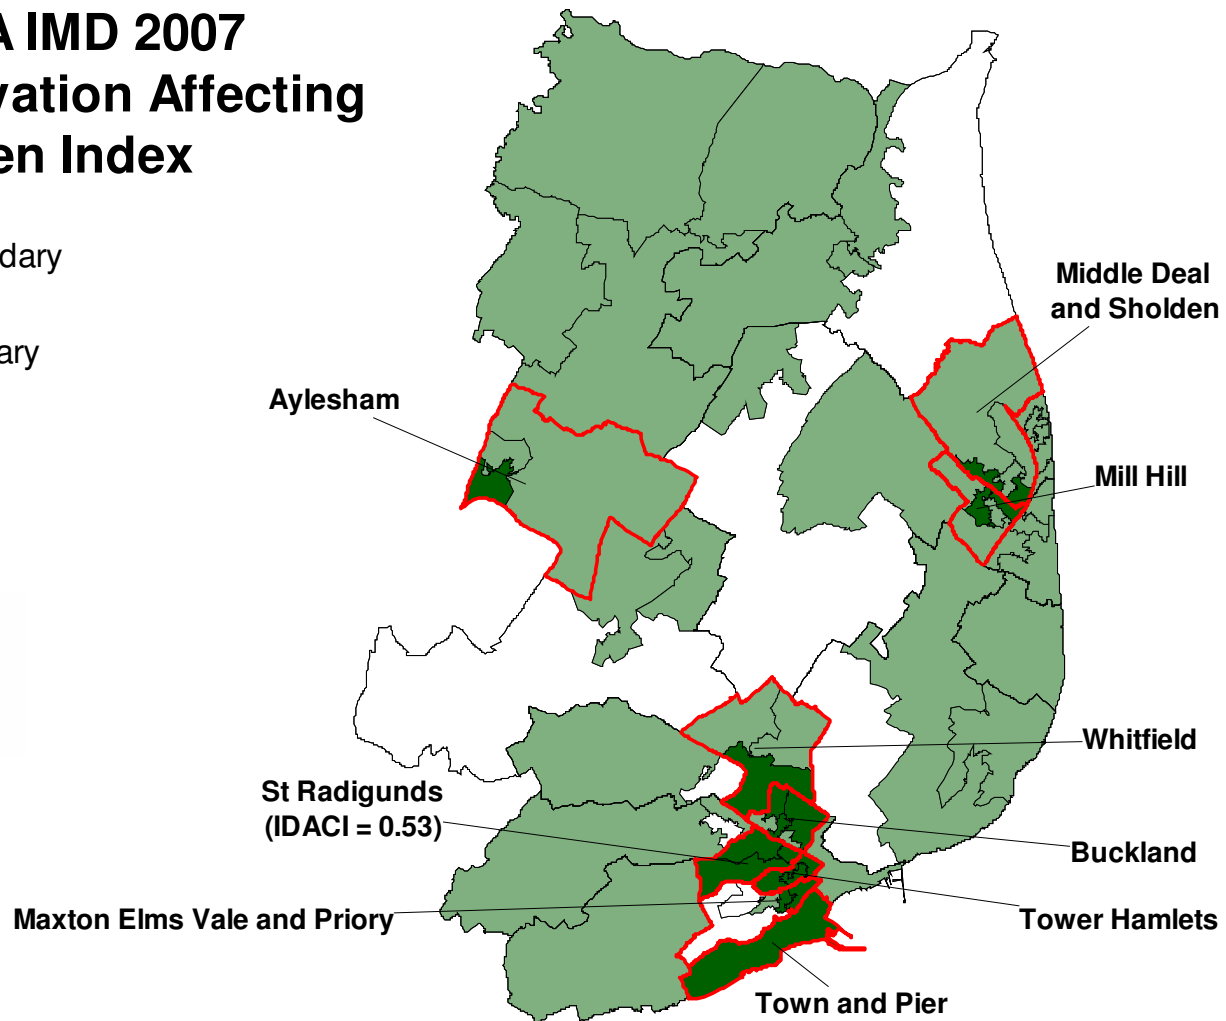 A IMD 2007
vation Affecting
en Index
dary
ary
Middle Deal
and Sholden
Aylesham
Mill Hill
Whitfield
St Radigunds
(IDACI = 0.53)
Buckland
Maxton Elms Vale and Priory
Tower Hamlets
Town and Pier